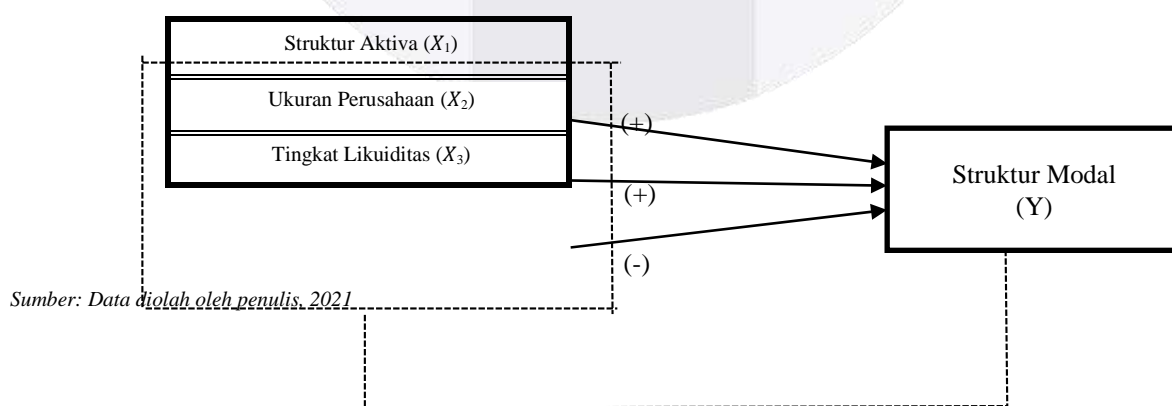 Struktur Aktiva (𝑋1)
Ukuran Perusahaan (𝑋2)
Tingkat Likuiditas (𝑋3)
(+)
(+)
(-)
Struktur Modal
(Y)
Sumber: Data diolah oleh penulis, 2021